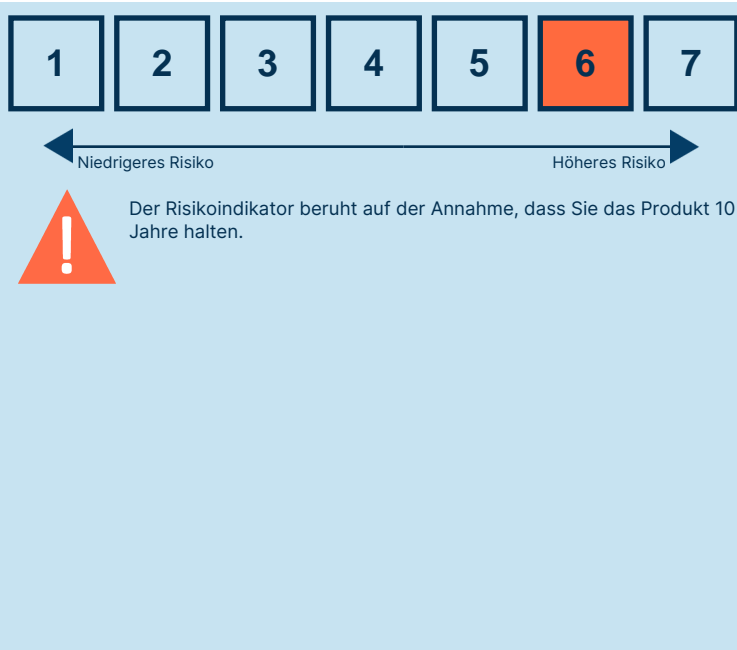 1 2 3 4 5 6 7
Niedrigeres Risiko Höheres Risiko
! Der Risikoindikator beruht auf der Annahme, dass Sie das Produkt 10
Jahre halten.